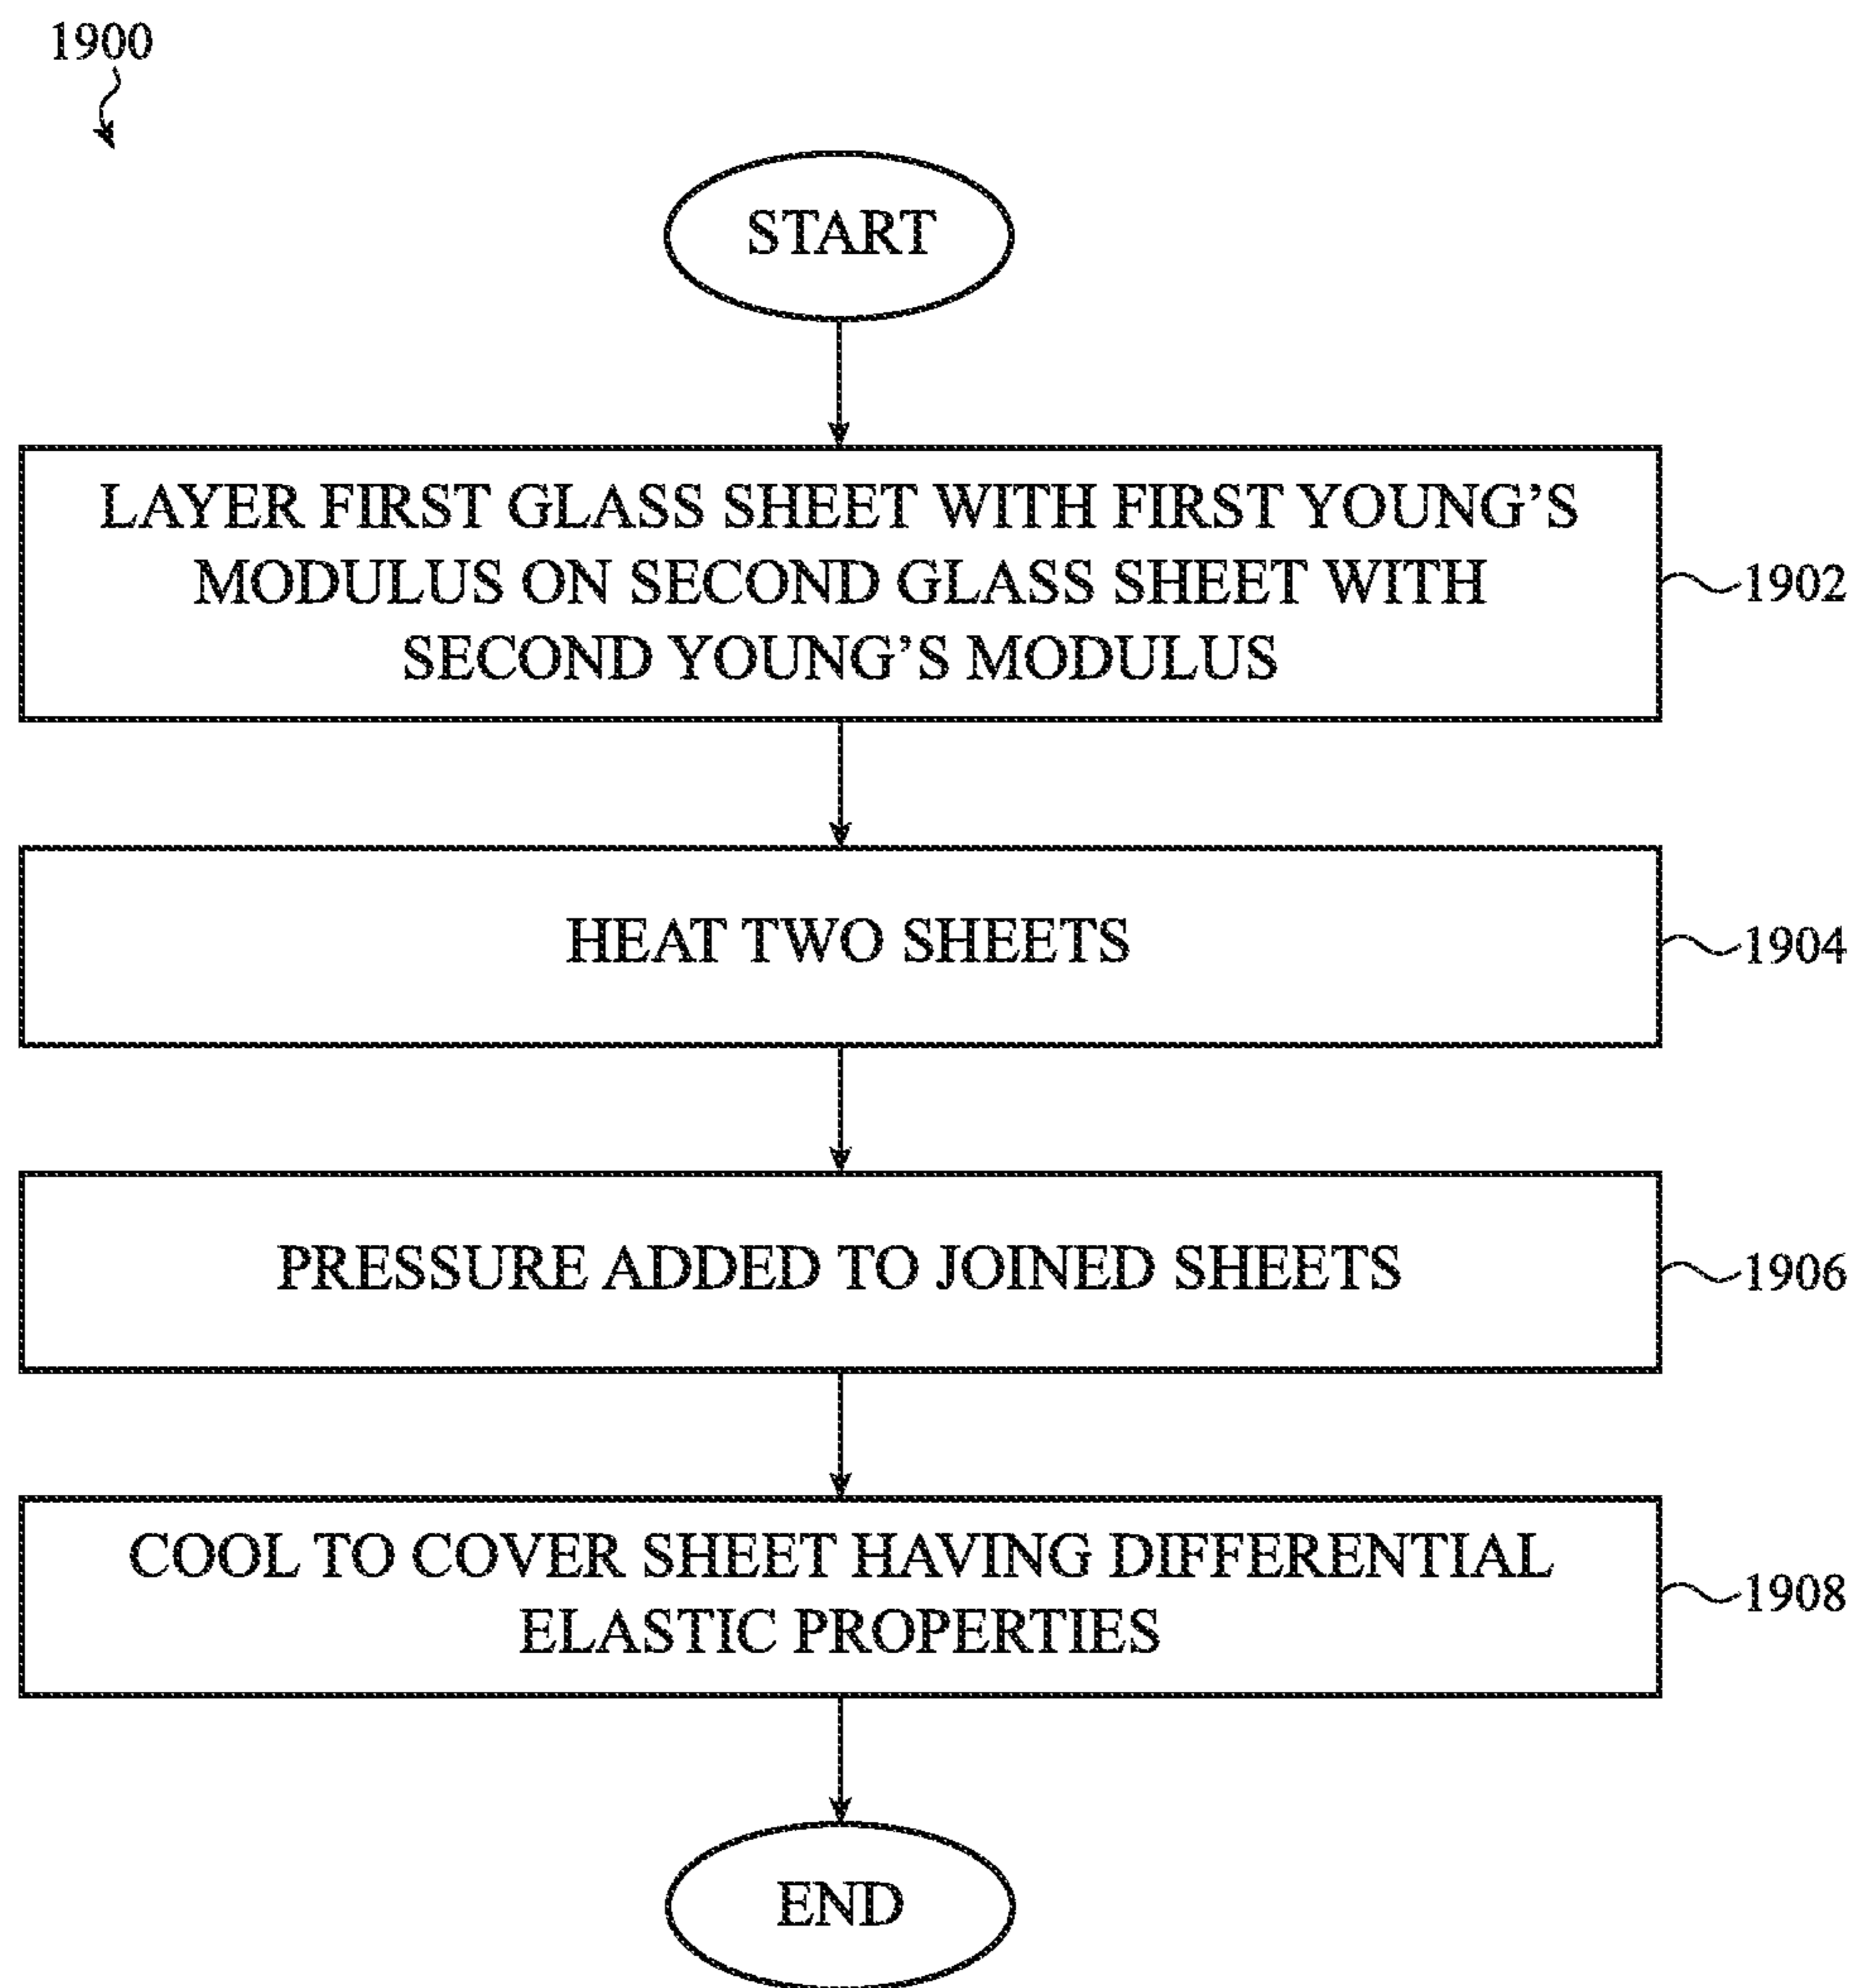 1900
START
LAYER FIRST GLASS SHEET WITH FIRST YOUNG’S
MODULUS ON SECOND GLASS SHEET WITH
SECOND YOUNG’S MODULUS
1902
HEAT TWO SHEETS
1904
PRESSURE ADDED TO JOINED SHEETS
1906
COOL TO COVER SHEET HAVING DIFFERENTIAL
ELASTIC PROPERTIES
1908
END